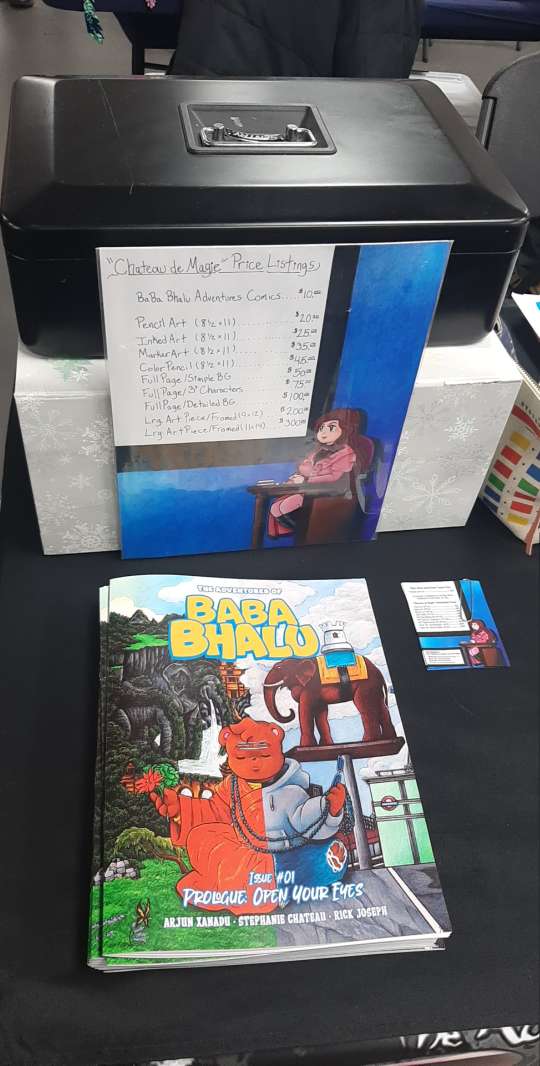 "Chateau de Magie" Price Listings
BaBa Bhalu Adventures Comics.....$10.00
Pencil Art (8½ x 11)..............$20.00
Inked Art (8½ x 11)..............$25.00
Marker Art (8½ x 11)..............$35.00
Color Pencil (8½ x 11)..............$45.00
Full Page/Simple BG..............$50.00
Full Page/3+ Characters..............$75.00
Full Page/Detailed BG..............$100.00
Lrg. Art Piece/Framed (9x12)....$200.00
Lrg. Art Piece/Framed (11x14)....$300.00
THE ADVENTURES OF
BABA
BHALU
ISSUE #01
PROLOGUE: OPEN YOUR EYES
ARJUN XANADU · STEPHANIE CHATEAU · RICK JOSEPH